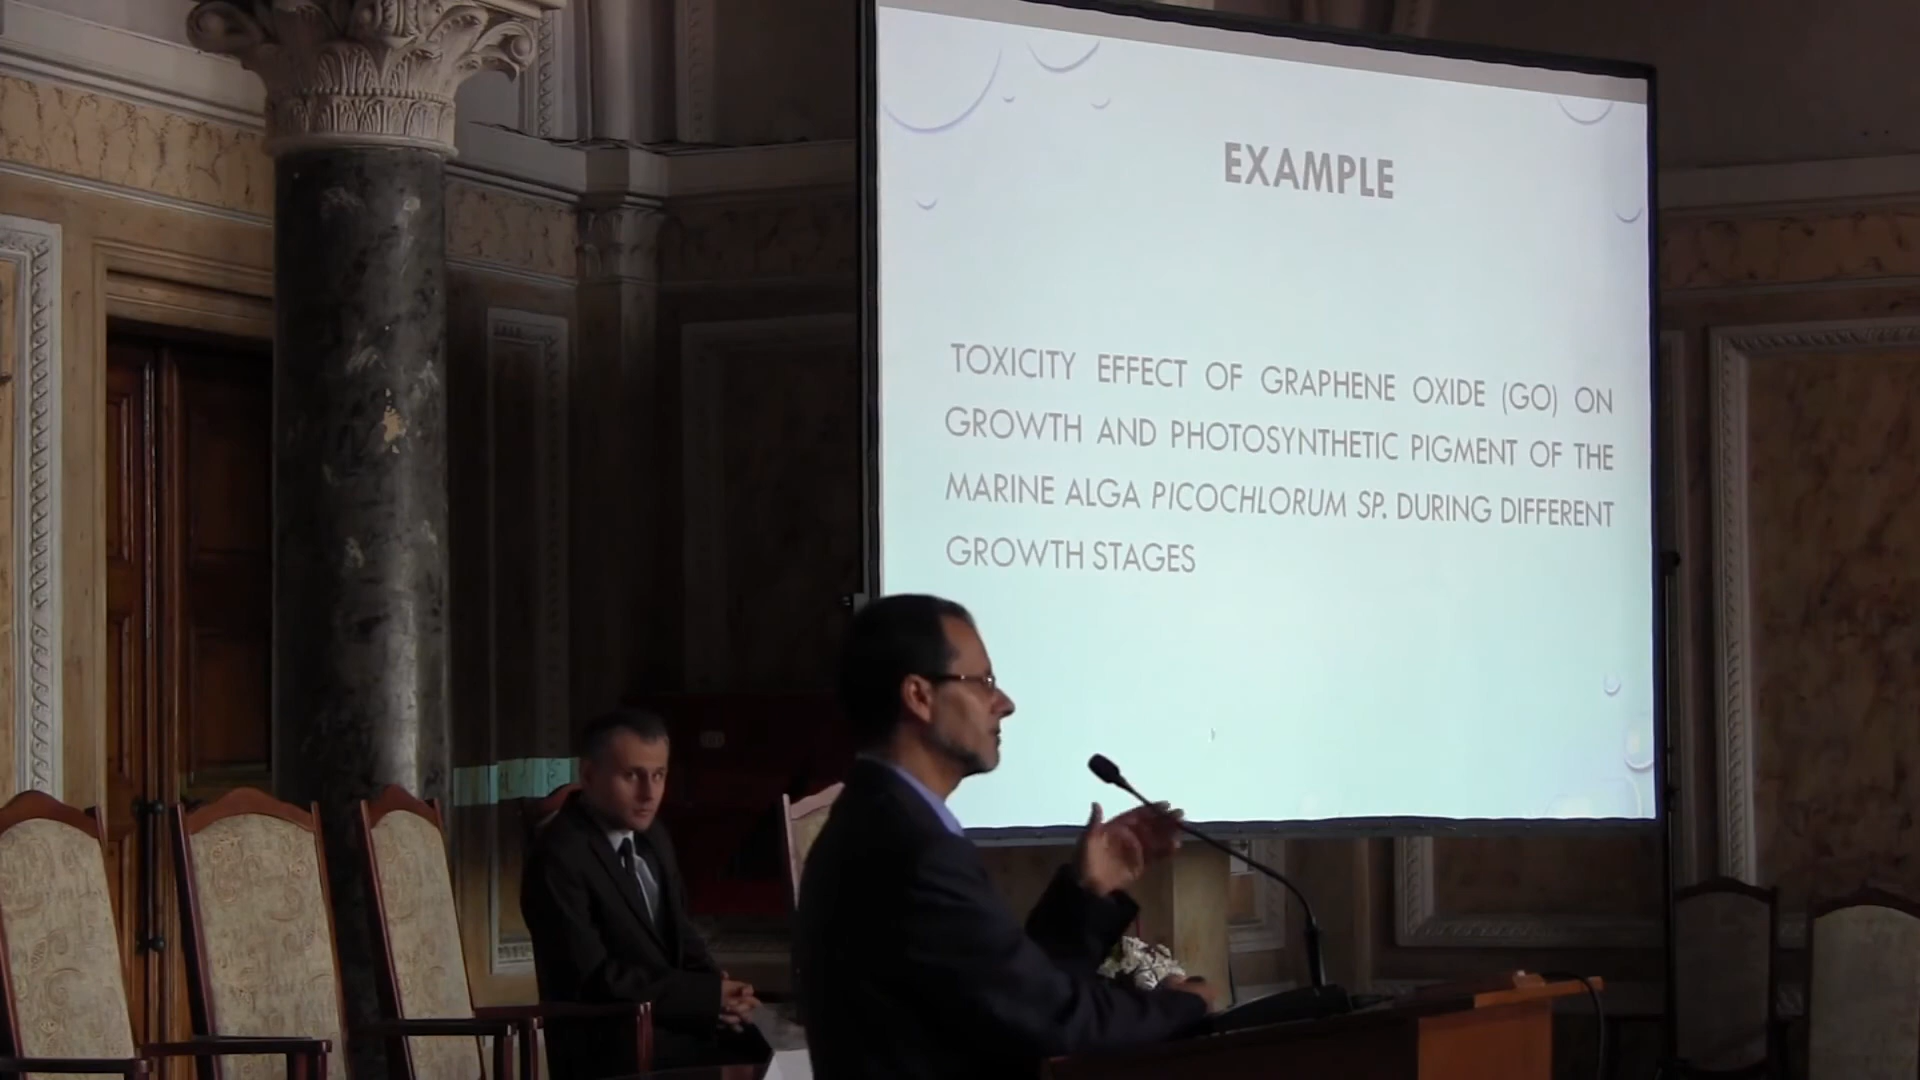 EXAMPLE
TOXICITY EFFECT OF GRAPHENE OXIDE (GO) ON
GROWTH AND PHOTOSYNTHETIC PIGMENT OF THE
MARINE ALGA PICOCHLORUM SP. DURING DIFFERENT
GROWTH STAGES